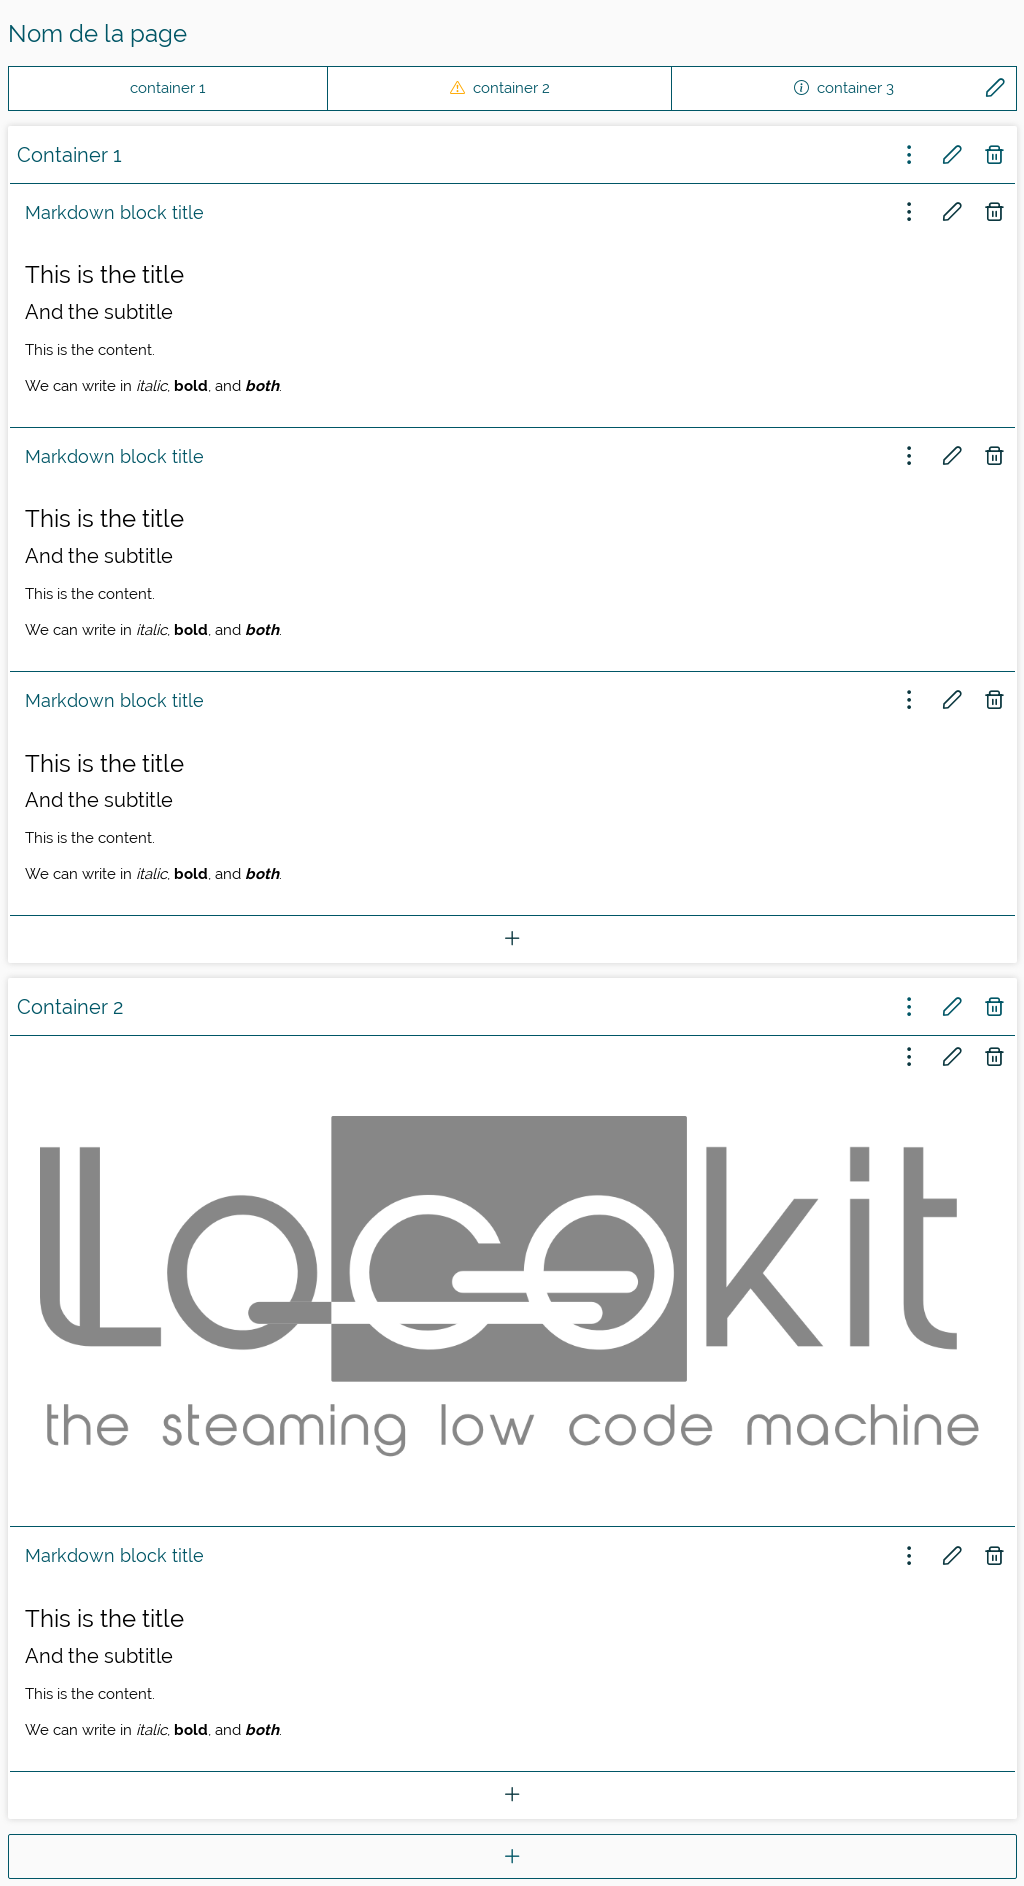 Nom de la page
container 1 container 2 container 3
Container 1
Markdown block title
This is the title
And the subtitle
This is the content.
We can write in italic, bold, and both.
Markdown block title
This is the title
And the subtitle
This is the content.
We can write in italic, bold, and both.
Markdown block title
This is the title
And the subtitle
This is the content.
We can write in italic, bold, and both.
Container 2
Locokit
the steaming low code machine
Markdown block title
This is the title
And the subtitle
This is the content.
We can write in italic, bold, and both.